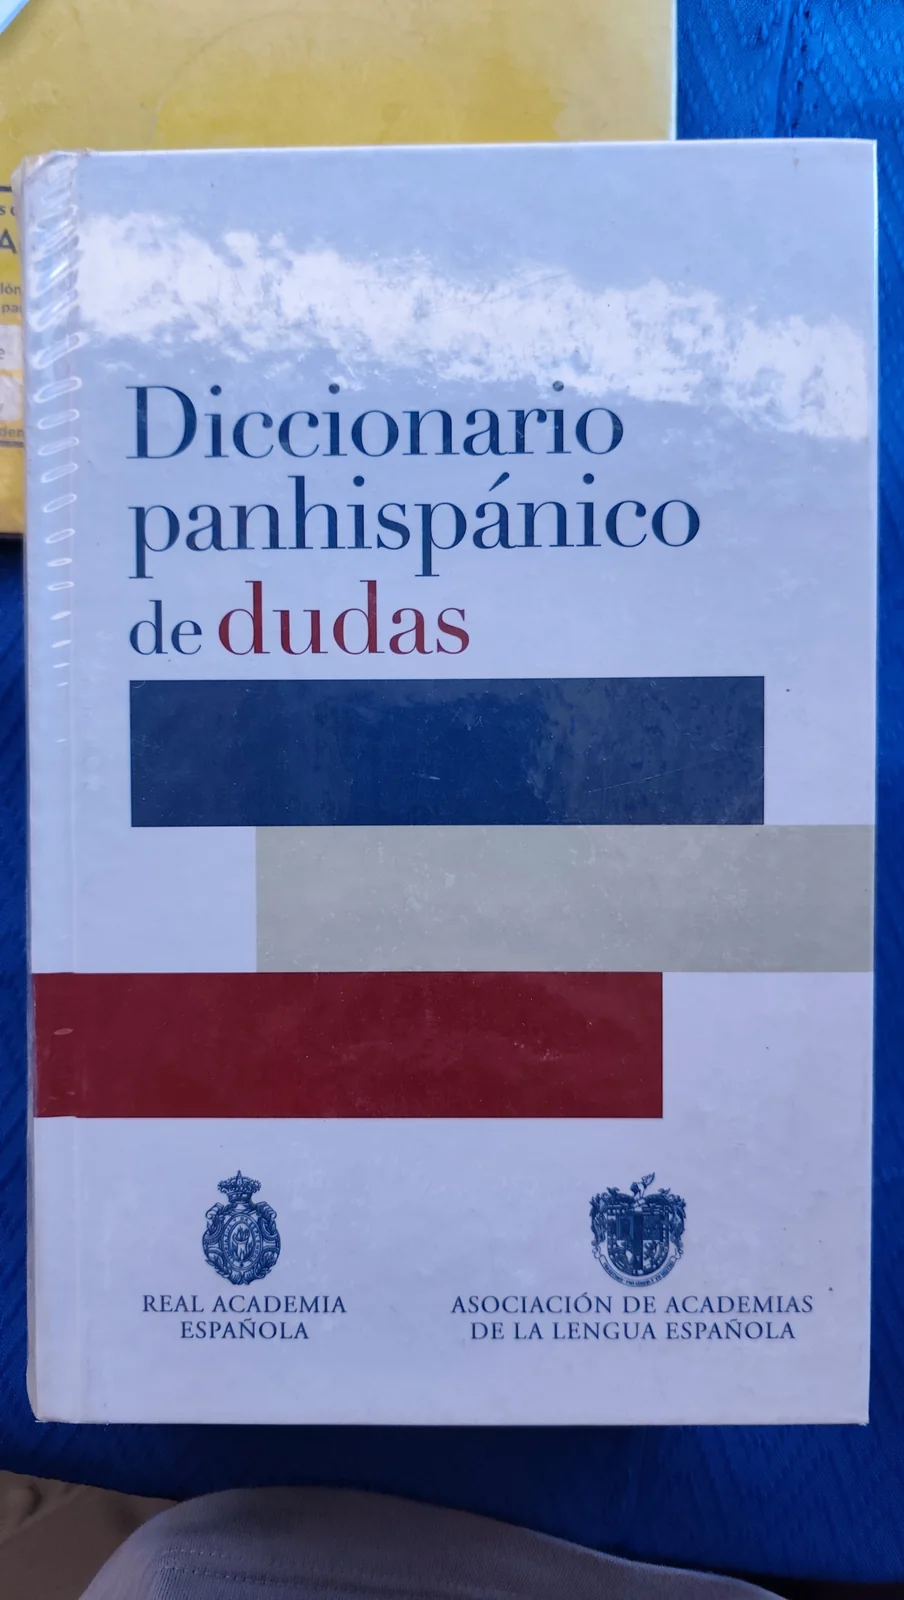 Diccionario
panhispánico
de dudas
REAL ACADEMIA
ESPAÑOLA
ASOCIACIÓN DE ACADEMIAS
DE LA LENGUA ESPAÑOLA